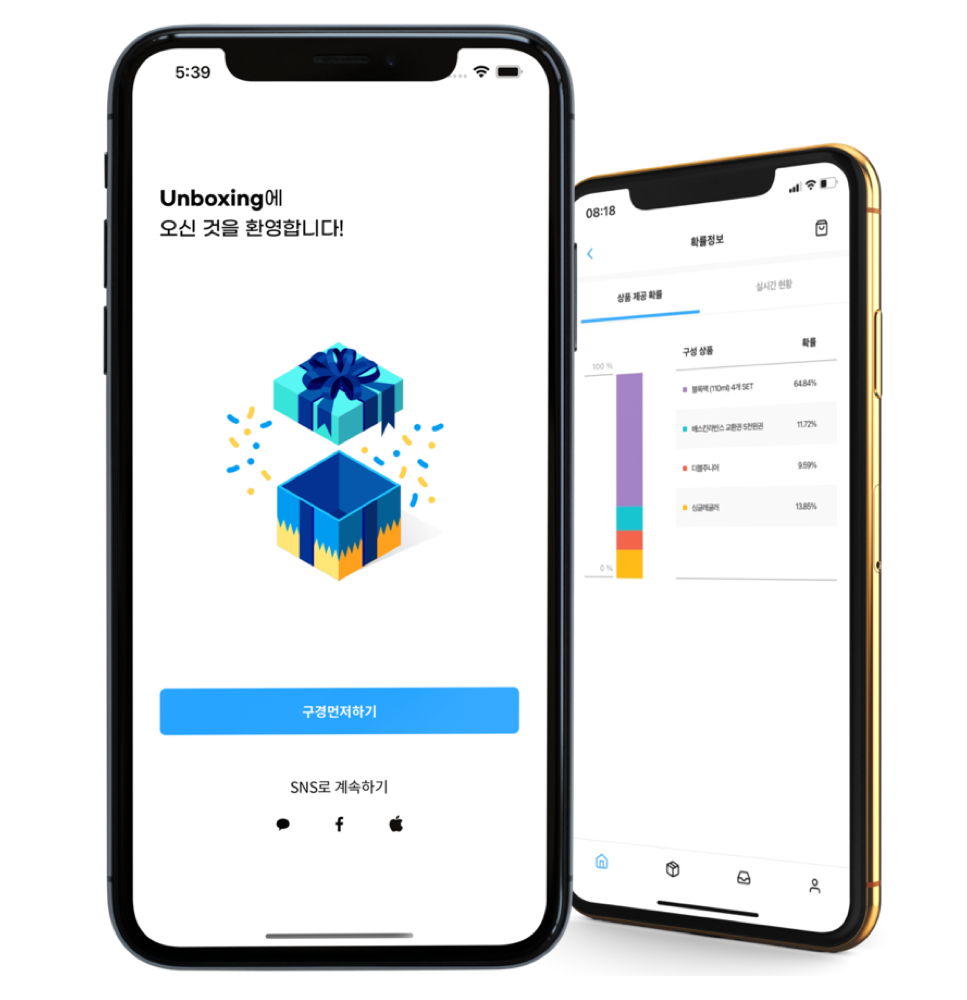 5:39
Unboxing에
오신 것을 환영합니다!
구경먼저하기
SNS로 계속하기
08:18
확률정보
상품 제공 확률
실시간 현황
구성 상품
확률
100 %
블록팩 (110ml) 4개 SET
64.84%
배스킨라빈스 교환권 5천원권
11.72%
더블주니어
9.59%
싱글레귤러
13.85%
0 %